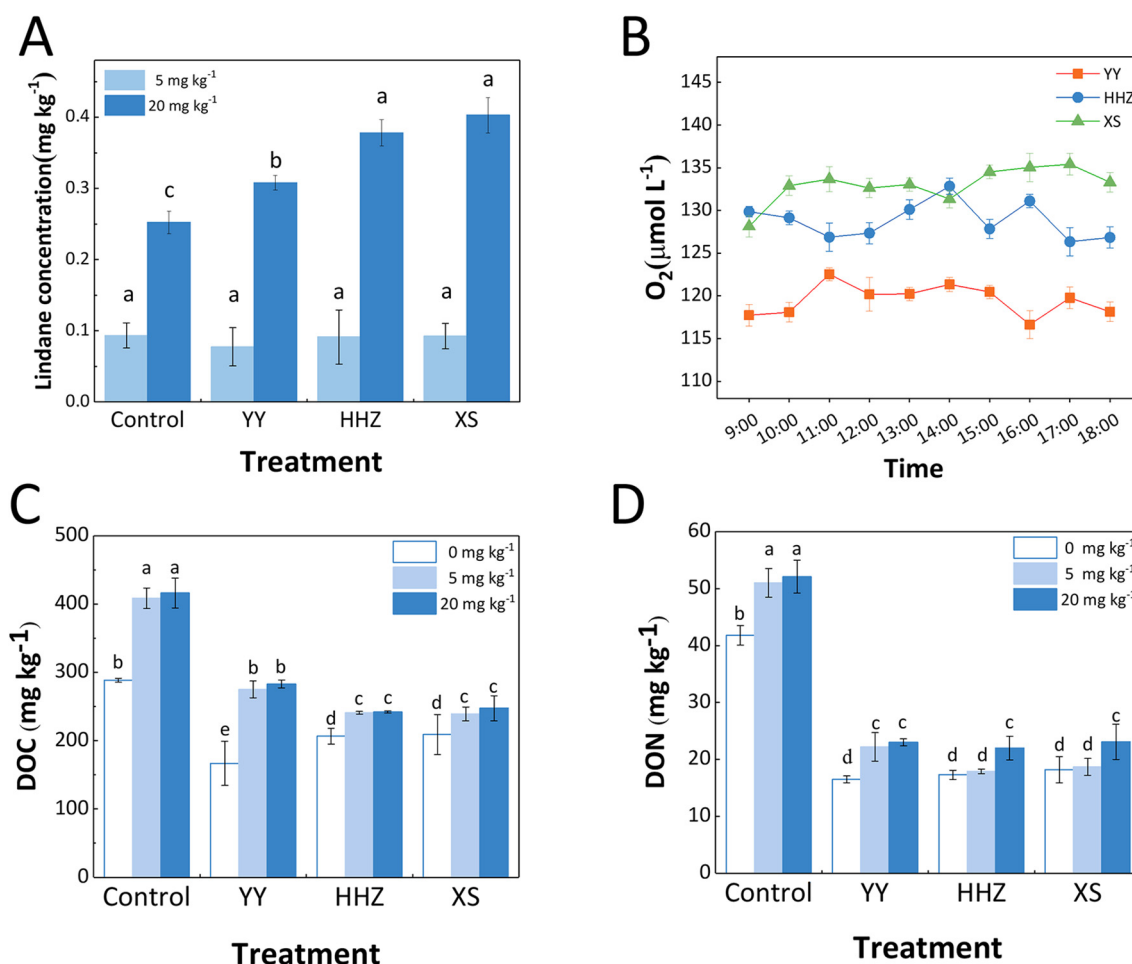 A
Lindane concentration(mg kg⁻¹)
0.4
0.3
0.2
0.1
0.0
5 mg kg⁻¹
20 mg kg⁻¹
a
c
a
b
a
a
a
a
Control YY HHZ XS
Treatment
B
O₂(μmol L⁻¹)
145
140
135
130
125
120
115
110
YY
HHZ
XS
9:00 10:00 11:00 12:00 13:00 14:00 15:00 16:00 17:00 18:00
Time
C
DOC (mg kg⁻¹)
500
400
300
200
100
0
0 mg kg⁻¹
5 mg kg⁻¹
20 mg kg⁻¹
b a a
e b b
d c c
d c c
Control YY HHZ XS
Treatment
D
DON (mg kg⁻¹)
60
50
40
30
20
10
0
0 mg kg⁻¹
5 mg kg⁻¹
20 mg kg⁻¹
b a a
d c c
d d c
d d c
Control YY HHZ XS
Treatment